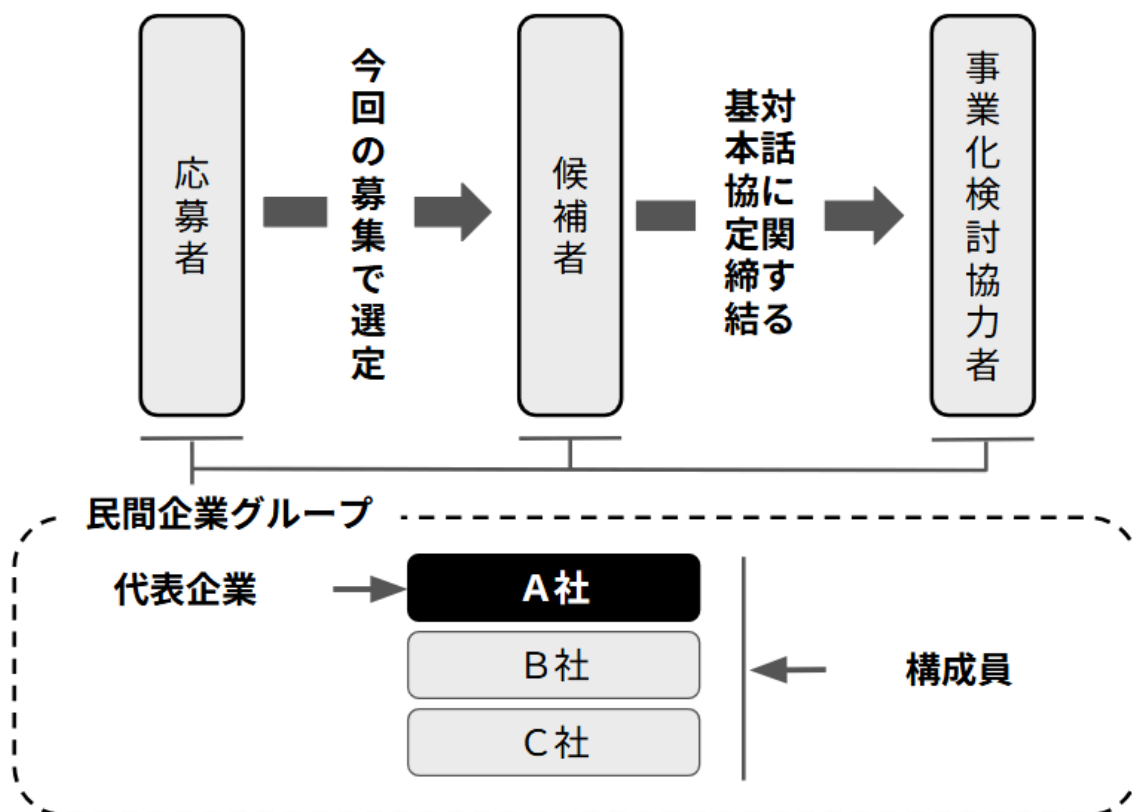 応募者
今回の募集で選定
候補者
対話に関する
基本協定締結
事業化検討協力者
民間企業グループ
代表企業
A社
B社
C社
構成員